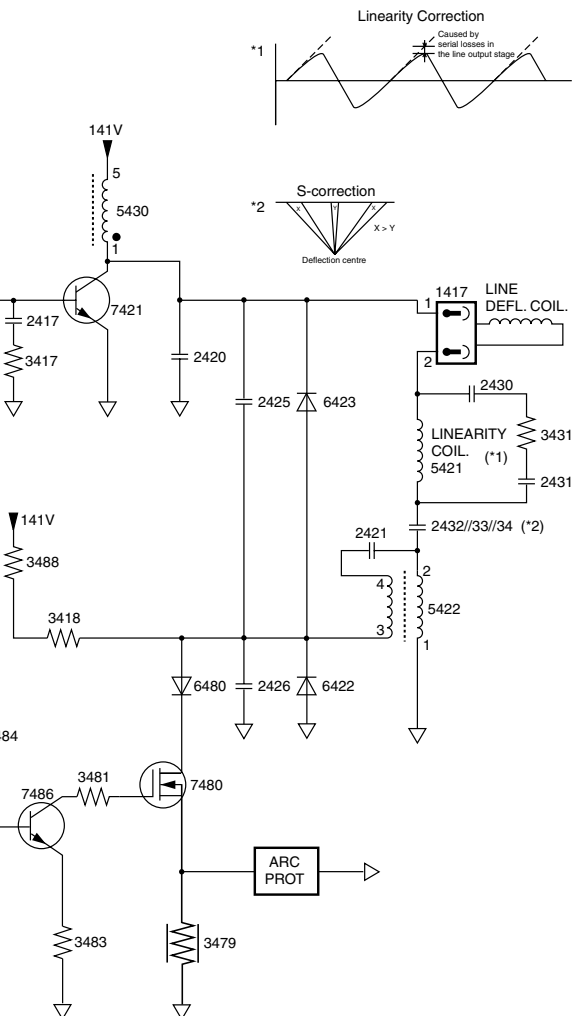 Linearity Correction
*1
Caused by
serial losses in
the line output stage
141V
5
5430
1
S-correction
*2
X
Y
X
X > Y
Deflection centre
7421
2417
3417
2420
2425
6423
1
1417
LINE
DEFL. COIL.
2
2430
LINEARITY
COIL.
5421
(*1)
3431
2431
2432//33//34 (*2)
141V
3488
2421
4
2
5422
3
1
3418
6480
2426
6422
484
3481
7480
7486
ARC
PROT
3483
3479